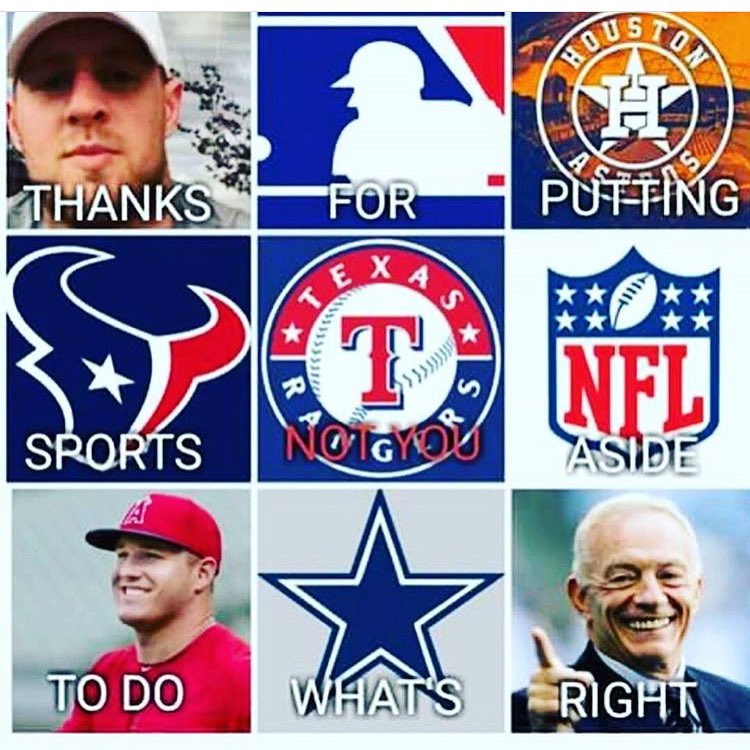 THANKS
FOR
HOUSTON
H
ASTROS
PUTTING
SPORTS
TEXAS
T
RANGERS
NOT YOU
NFL
ASIDE
A
TO DO
WHAT'S
RIGHT